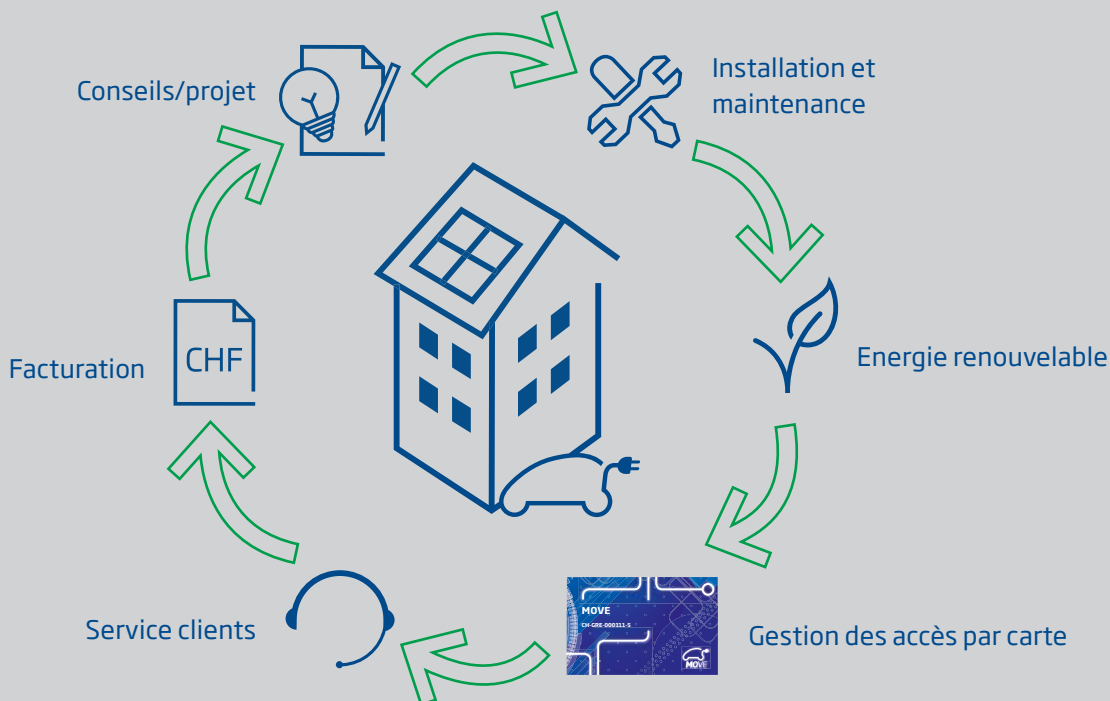 Conseils/projet
Installation et
maintenance
Energie renouvelable
Gestion des accès par carte
MOVE
CH-GRE-000111-5
MOVE
Service clients
Facturation
CHF